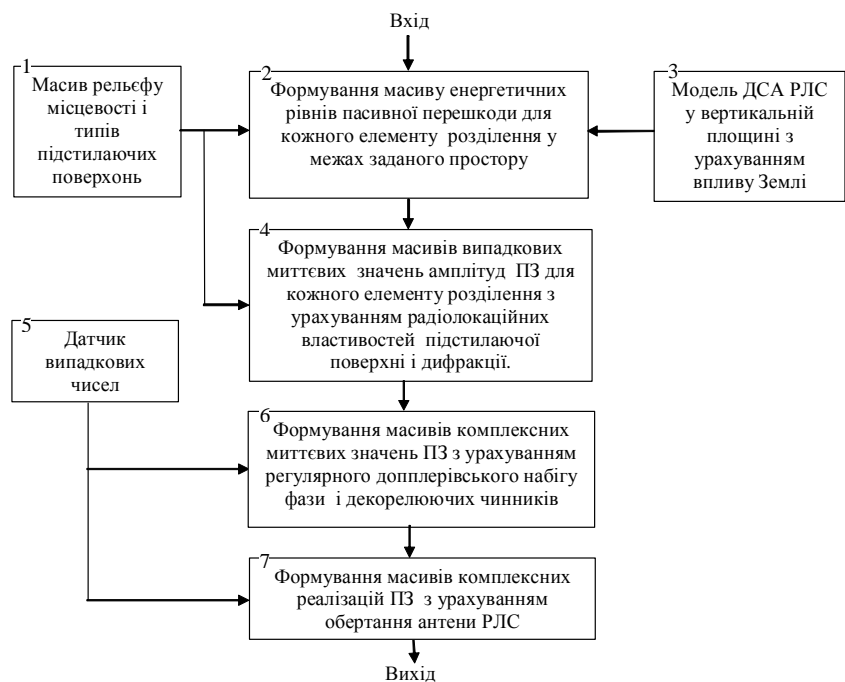 Вхід
1
Масив рельєфу
місцевості і
типів
підстилаючих
поверхонь
2
Формування масиву енергетичних
рівнів пасивної перешкоди для
кожного елементу розділення у
межах заданого простору
3
Модель ДСА РЛС
у вертикальній
площині з
урахуванням
впливу Землі
4
Формування масивів випадкових
миттєвих значень амплітуд ПЗ для
кожного елементу розділення з
урахуванням радіолокаційних
властивостей підстилаючої
поверхні і дифракції.
5
Датчик
випадкових
чисел
6
Формування масивів комплексних
миттєвих значень ПЗ з урахуванням
регулярного допплерівського набігу
фази і декорелюючих чинників
7
Формування масивів комплексних
реалізацій ПЗ з урахуванням
обертання антени РЛС
Вихід